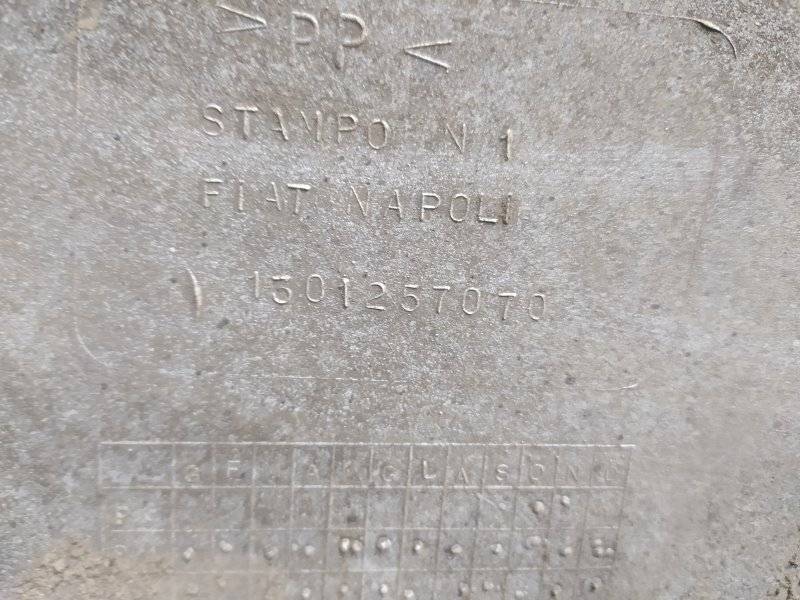 >PP<
STAMPO N 1
FIAT NAPOLI
1301257070
G F M A M G L A S O N D